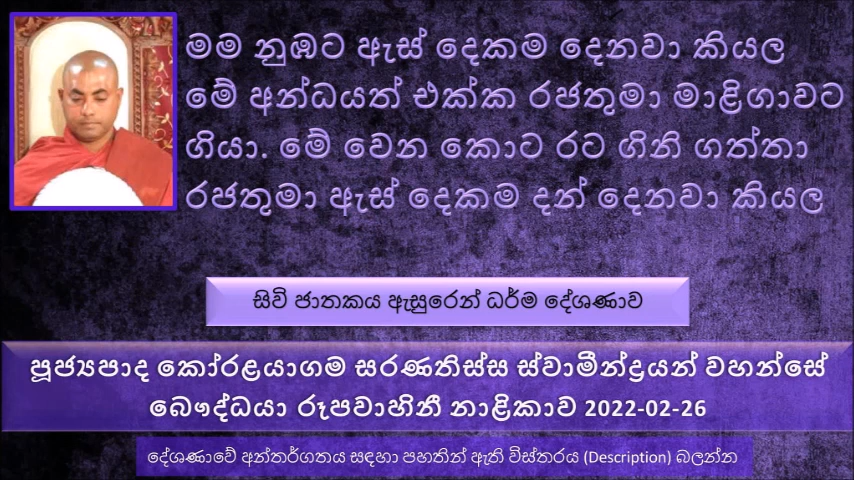 මම නුඹට ඇස් දෙකම දෙනවා කියල
මේ අන්ධයත් එක්ක රජතුමා මාළිගාවට
ගියා. මේ වෙන කොට රට ගිනි ගත්තා
රජතුමා ඇස් දෙකම දන් දෙනවා කියල
සිවි ජාතකය ඇසුරෙන් ධර්ම දේශණාව
පූජ්‍යපාද කෝරළයාගම සරණතිස්ස ස්වාමීන්ද්‍රයන් වහන්සේ
බෞද්ධයා රූපවාහිනී නාළිකාව 2022-02-26
දේශණාවේ අන්තර්ගතය සඳහා පහතින් ඇති විස්තරය (Description) බලන්න